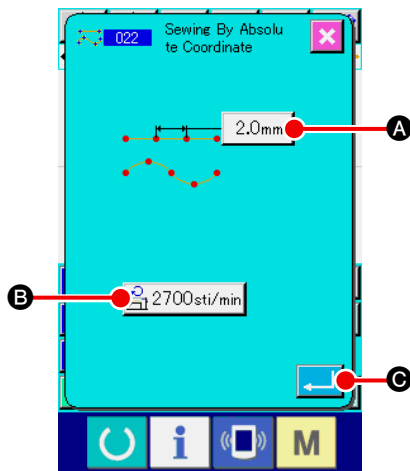 022 Sewing By Absolu
te Coordinate
2.0mm
A
B
2700sti/min
C
i
M